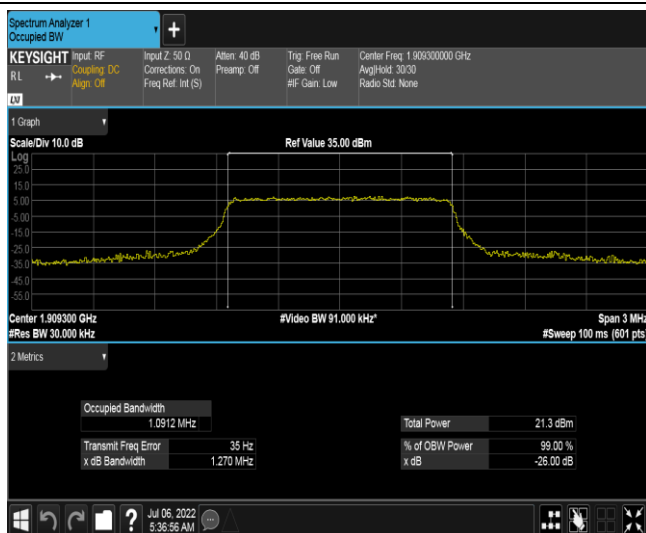 Spectrum Analyzer 1
Occupied BW
+
KEYSIGHT
RL
LXI
Input: RF
Coupling: DC
Align: Off
Input Z: 50 Ω
Corrections: On
Freq Ref: Int (S)
Atten: 40 dB
Preamp: Off
Trig: Free Run
Gate: Off
#IF Gain: Low
Center Freq: 1.909300000 GHz
Avg|Hold: 30/30
Radio Std: None
1 Graph
Scale/Div 10.0 dB
Ref Value 35.00 dBm
Log
25.0
15.0
5.00
-5.00
-15.0
-25.0
-35.0
-45.0
-55.0
Center 1.909300 GHz
#Video BW 91.000 kHz*
Span 3 MHz
#Res BW 30.000 kHz
#Sweep 100 ms (601 pts)
2 Metrics
Occupied Bandwidth
1.0912 MHz
Total Power 21.3 dBm
Transmit Freq Error 35 Hz
% of OBW Power 99.00 %
x dB Bandwidth 1.270 MHz
x dB -26.00 dB
?
Jul 06, 2022
5:36:56 AM